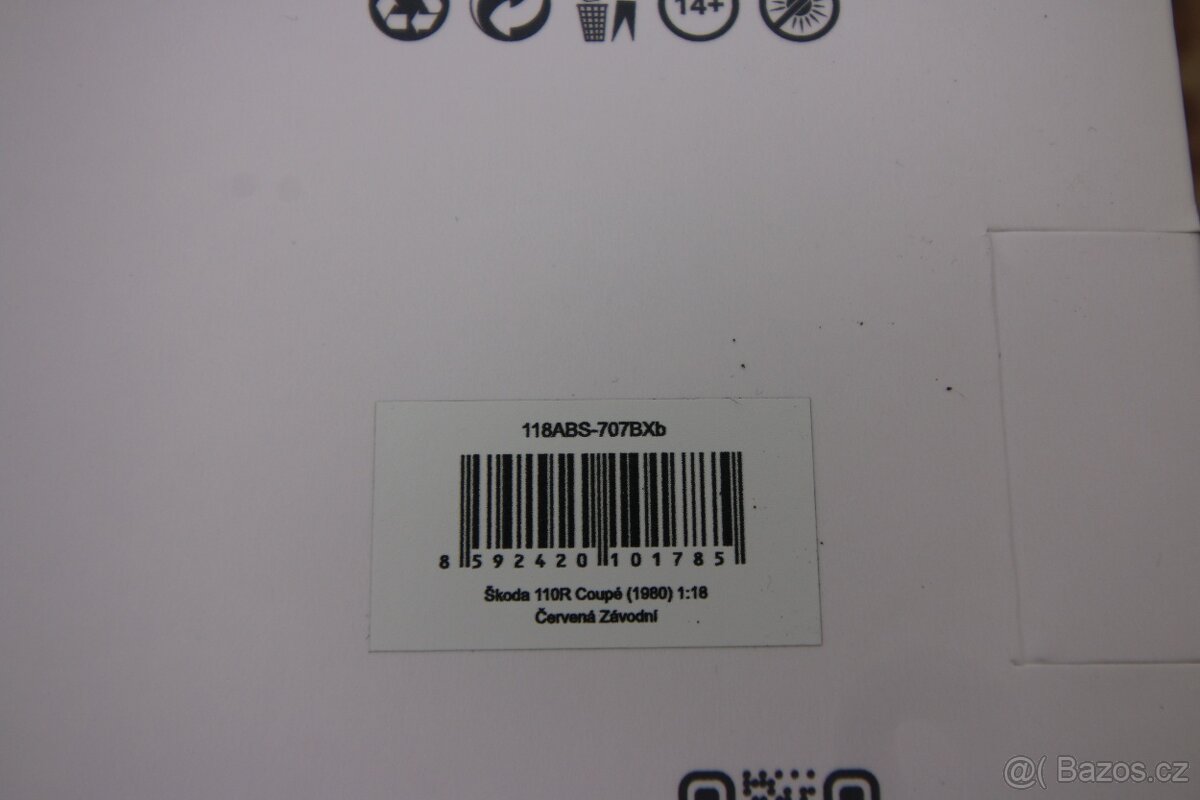 14+
118ABS-707BXb
8 592420 101785
Škoda 110R Coupé (1980) 1:18
Červená Závodní
@( Bazos.cz